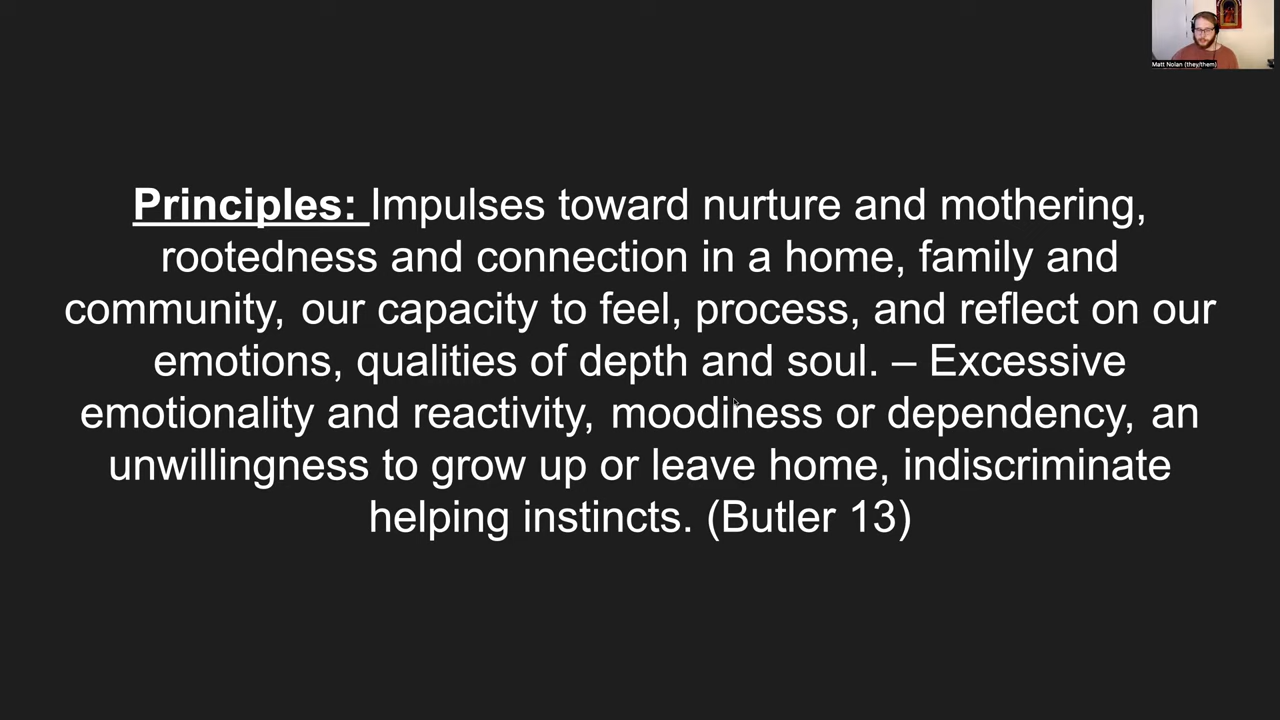 Matt Nolan (they/them)
Principles: Impulses toward nurture and mothering,
rootedness and connection in a home, family and
community, our capacity to feel, process, and reflect on our
emotions, qualities of depth and soul. – Excessive
emotionality and reactivity, moodiness or dependency, an
unwillingness to grow up or leave home, indiscriminate
helping instincts. (Butler 13)